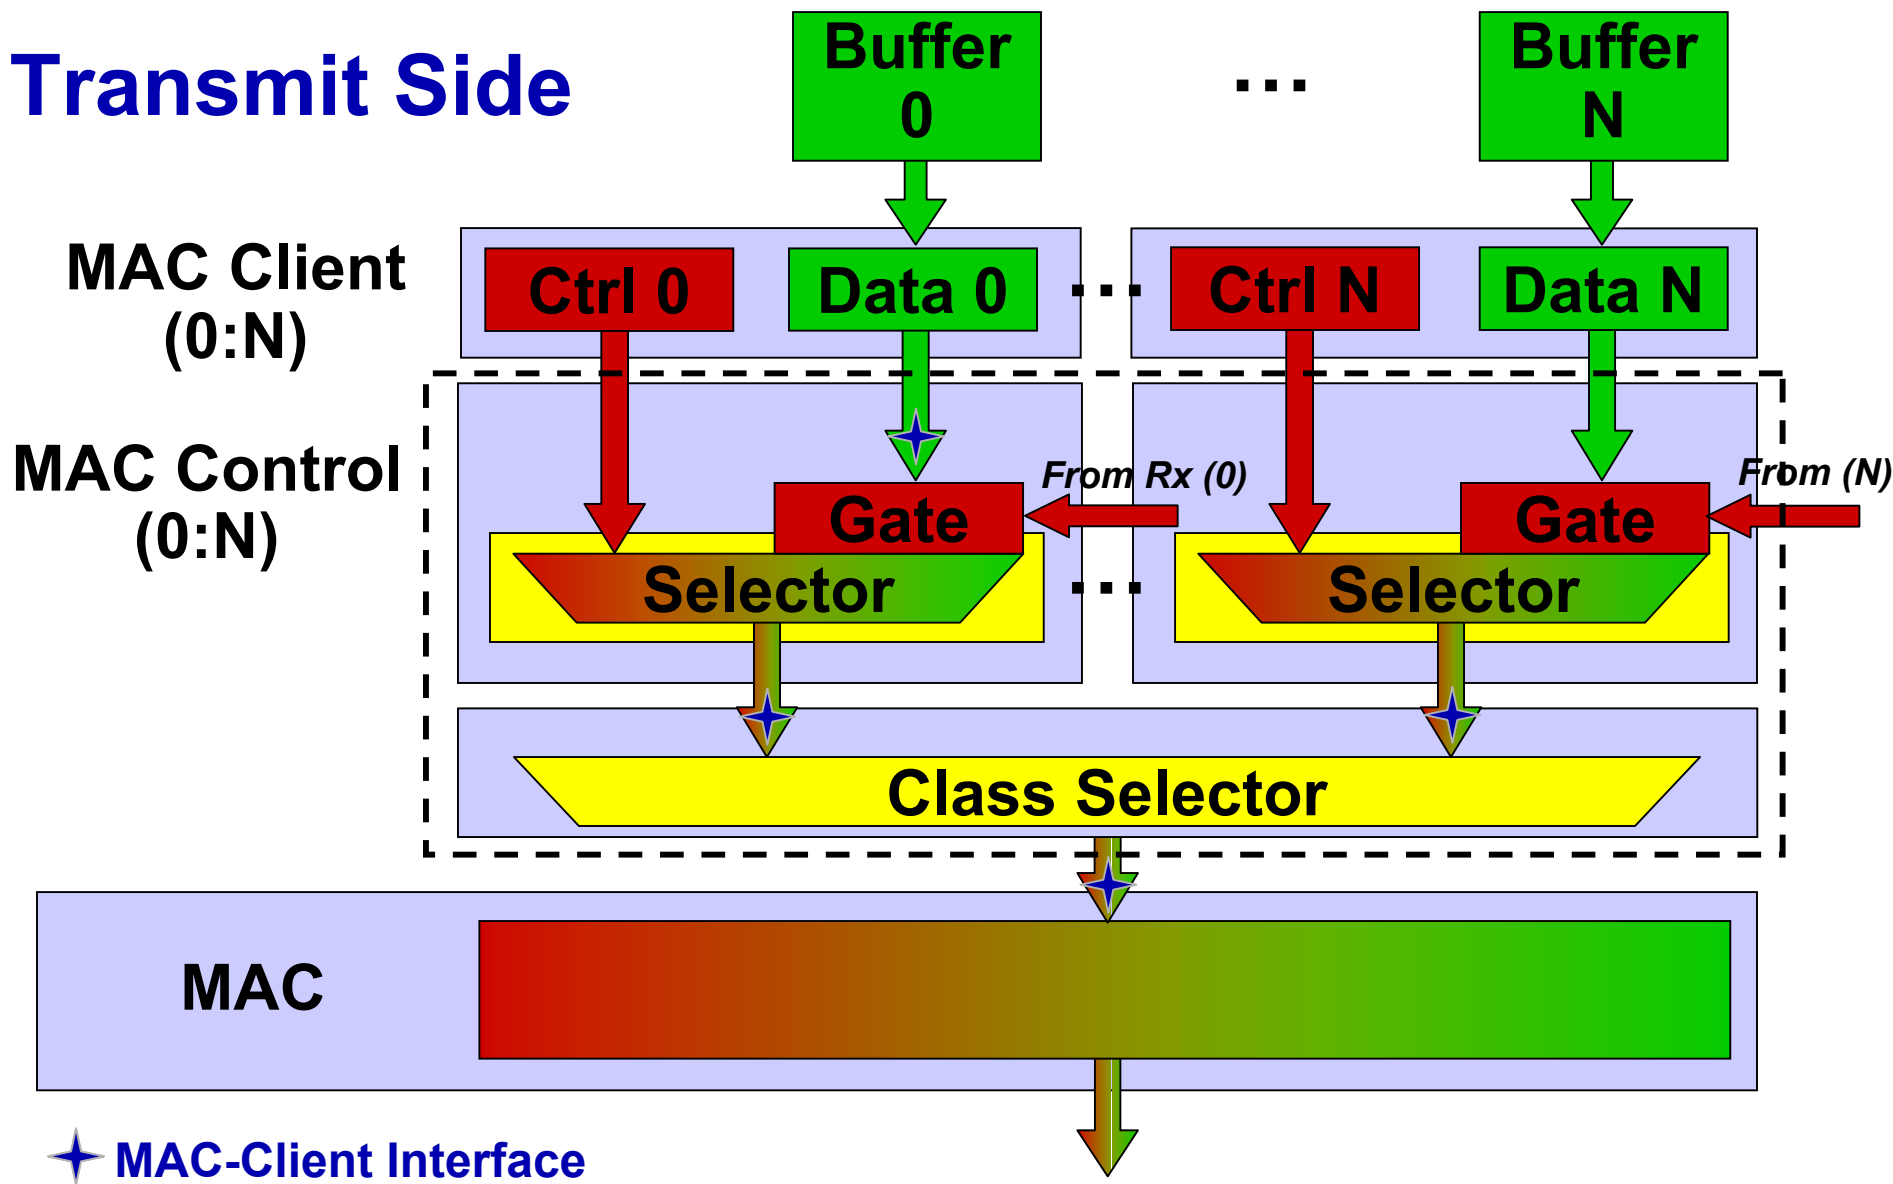 Transmit Side
Buffer
0
...
Buffer
N
MAC Client
(0:N)
Ctrl 0
Data 0
...
Ctrl N
Data N
MAC Control
(0:N)
From Rx (0)
From (N)
Gate
Gate
Selector
...
Selector
Class Selector
MAC
MAC-Client Interface